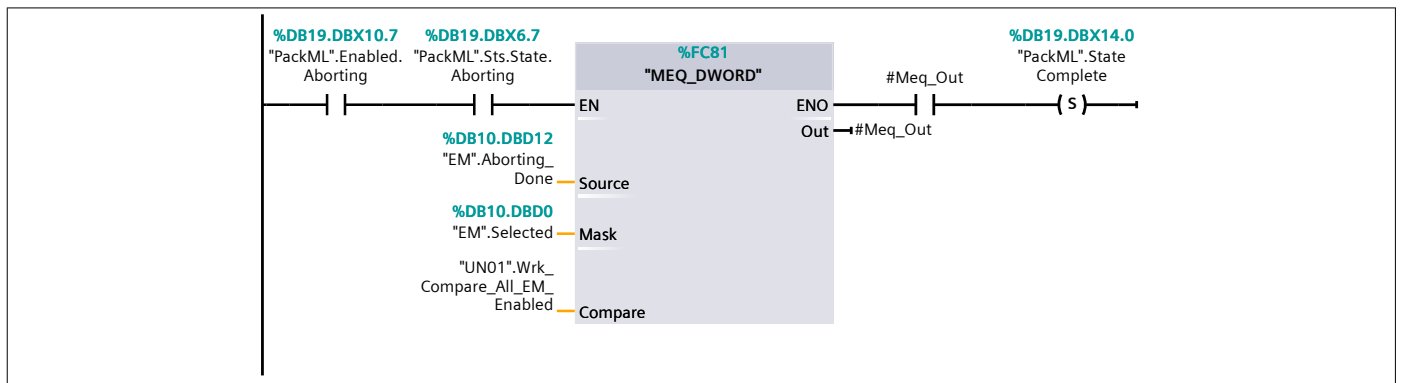 %DB19.DBX10.7
"PackML".Enabled.
Aborting
%DB19.DBX6.7
"PackML".Sts.State.
Aborting
%FC81
"MEQ_DWORD"
#Meq_Out
%DB19.DBX14.0
"PackML".State
Complete
( S )
EN
ENO
Out
#Meq_Out
%DB10.DBD12
"EM".Aborting_
Done
Source
%DB10.DBD0
"EM".Selected
Mask
"UN01".Wrk_
Compare_All_EM_
Enabled
Compare